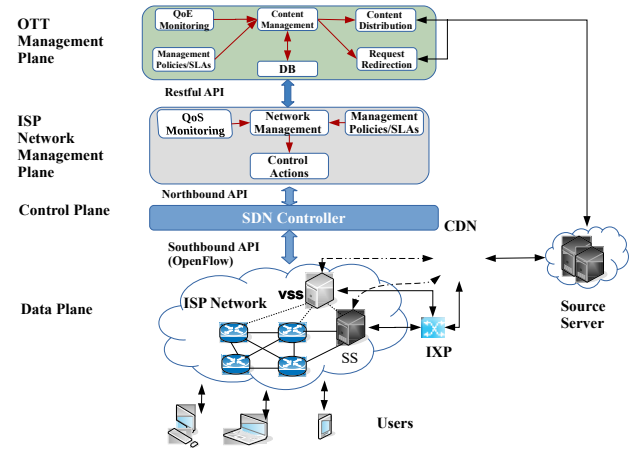 OTT
Management
Plane
QoE
Monitoring
Content
Management
Content
Distribution
Management
Policies/SLAs
DB
Request
Redirection
Restful API
ISP
Network
Management
Plane
QoS
Monitoring
Network
Management
Management
Policies/SLAs
Control
Actions
Northbound API
Control Plane
SDN Controller
CDN
Southbound API
(OpenFlow)
Data Plane
ISP Network
vss
SS
IXP
Source
Server
Users